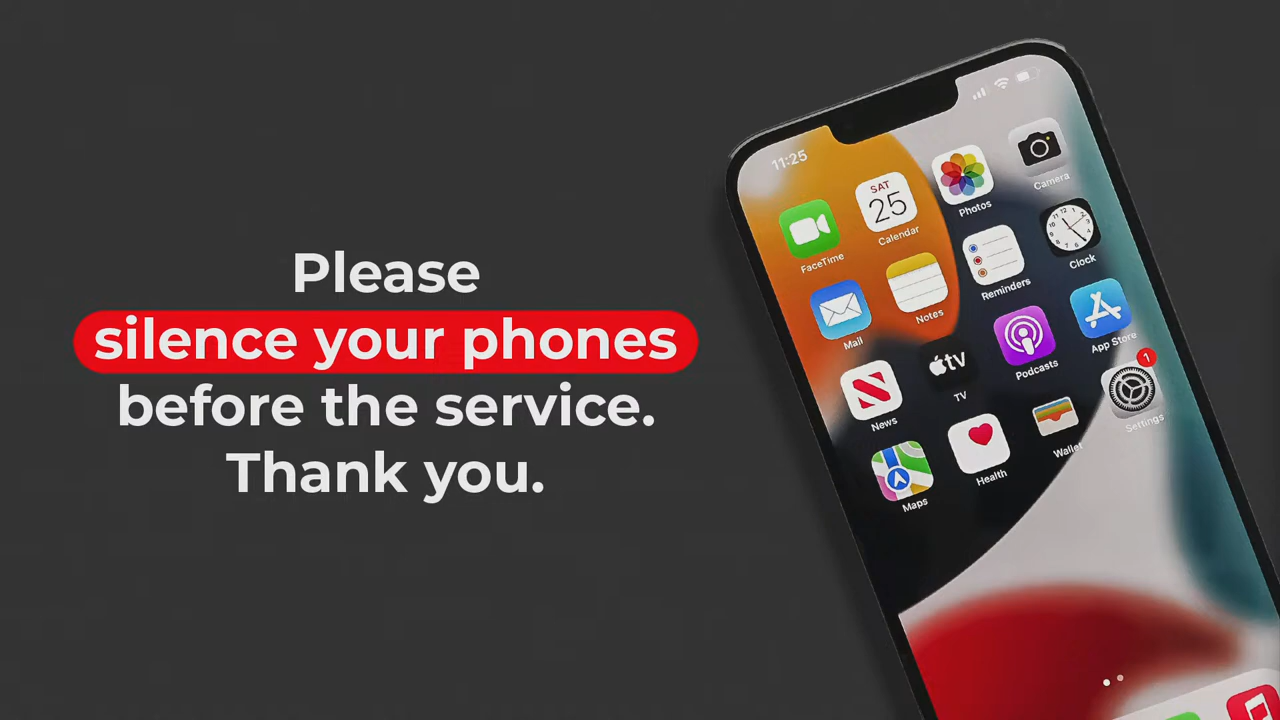 Please
silence your phones
before the service.
Thank you.
11:25
FaceTime
SAT
25
Calendar
Photos
Camera
Mail
Notes
Reminders
Clock
News
tv
TV
Podcasts
App Store
1
Maps
Health
Wallet
Settings